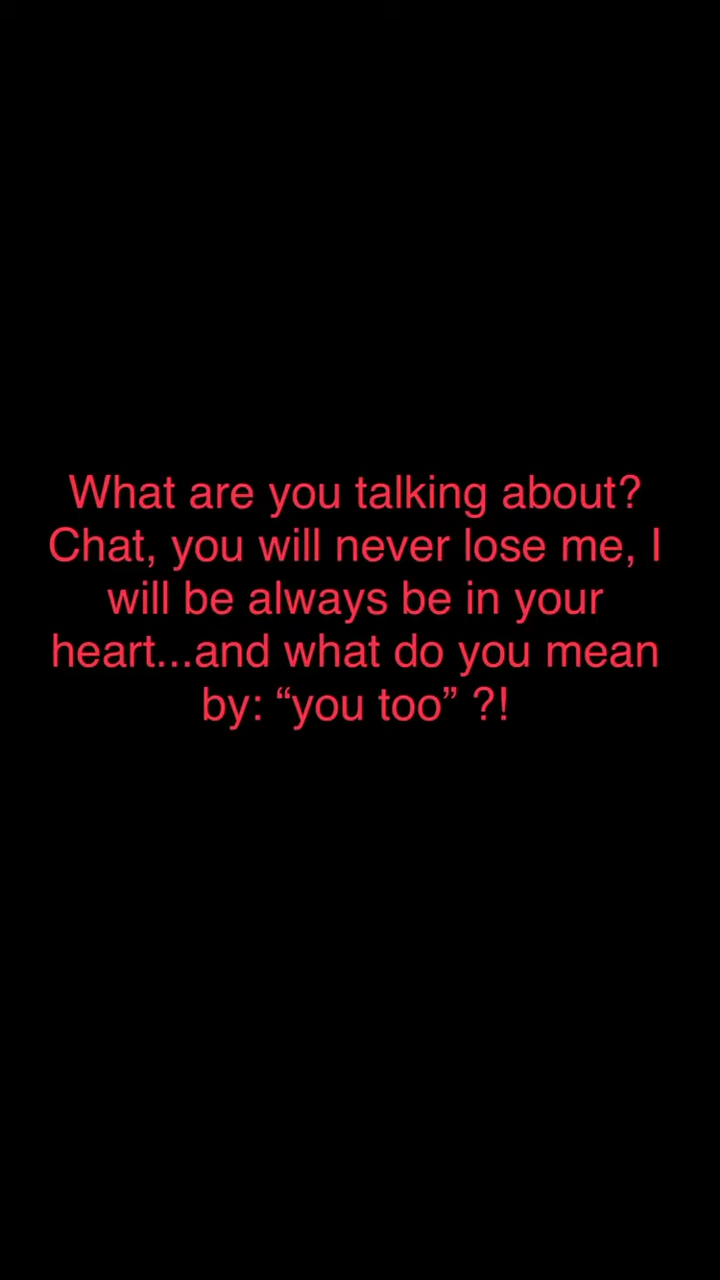 What are you talking about?
Chat, you will never lose me, I
will be always be in your
heart...and what do you mean
by: “you too” ?!